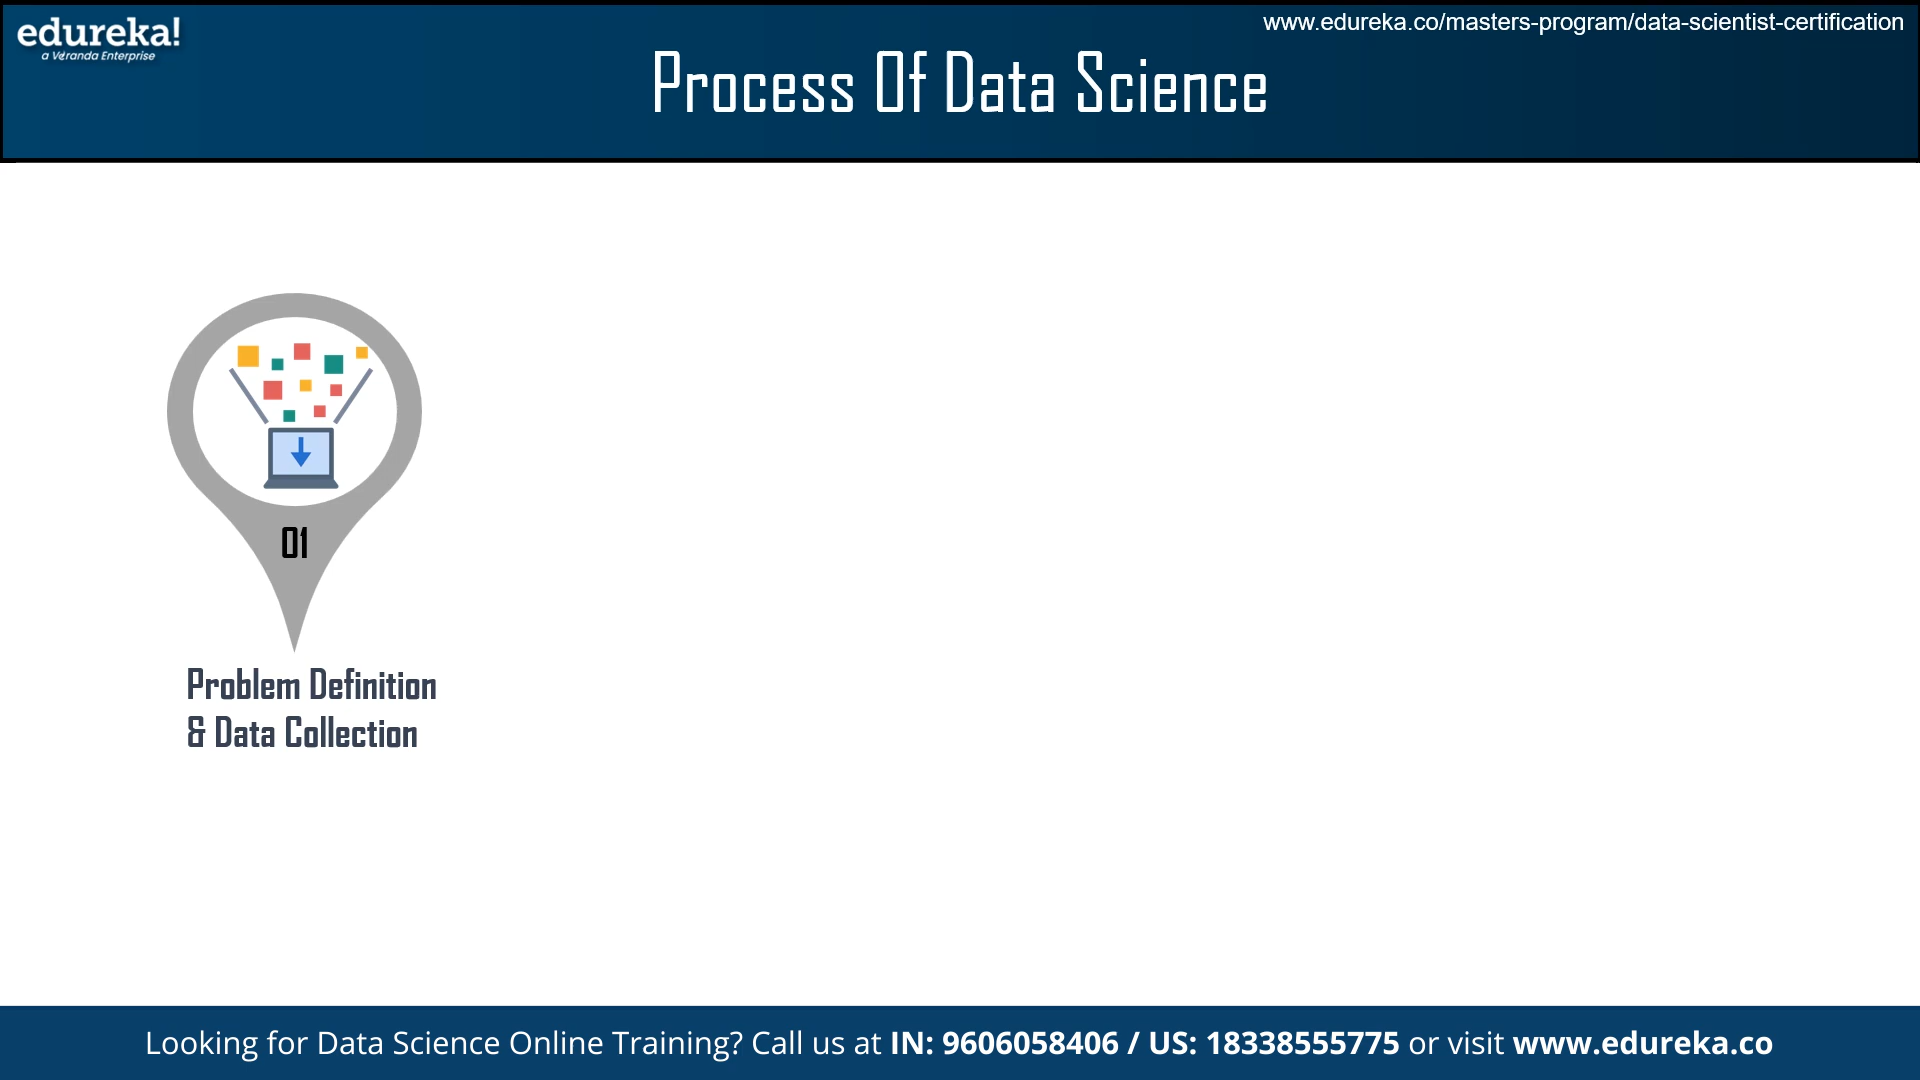 edureka!
a Veranda Enterprise
www.edureka.co/masters-program/data-scientist-certification
Process Of Data Science
01
Problem Definition
& Data Collection
Looking for Data Science Online Training? Call us at IN: 9606058406 / US: 18338555775 or visit www.edureka.co